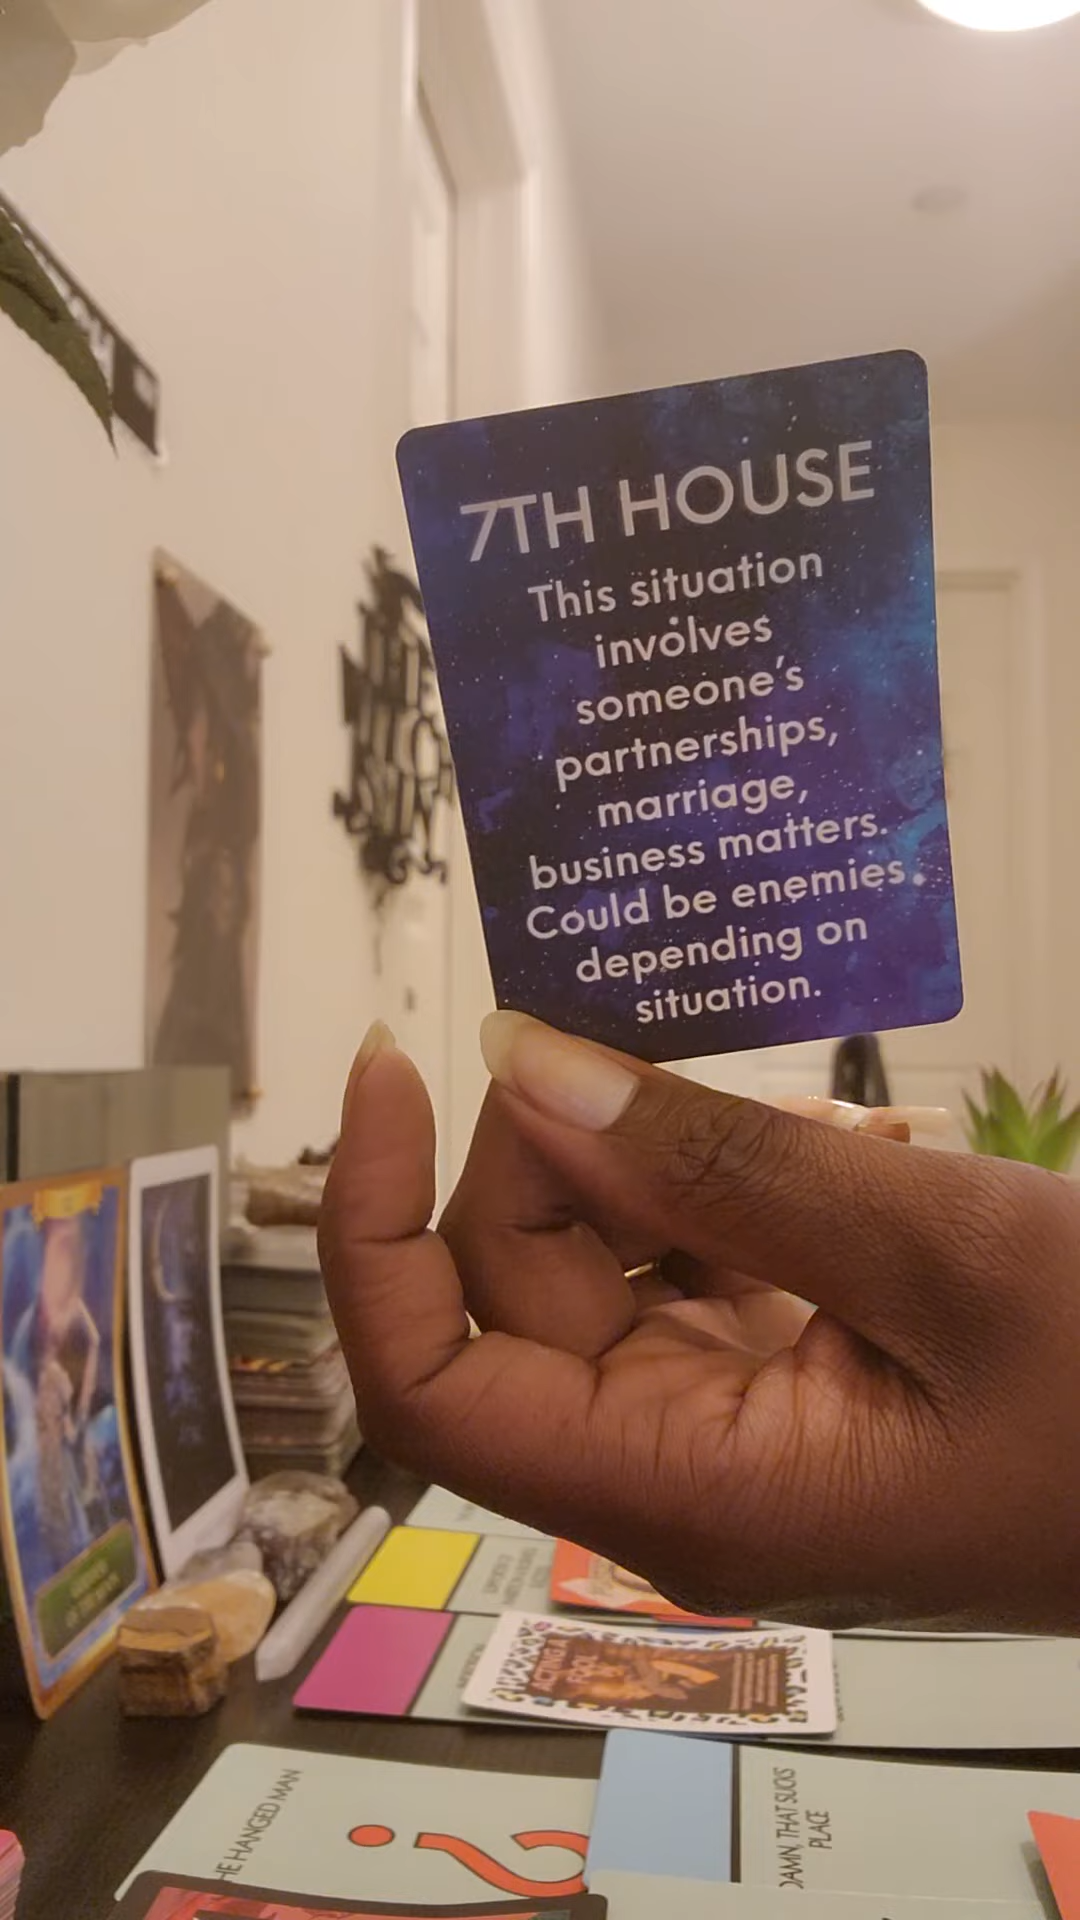 7TH HOUSE
This situation
involves
someone's
partnerships,
marriage,
business matters.
Could be enemies
depending on
situation.
ACTING A
FOOL
HE HANGED MAN
DAMN, THAT SUCKS
PLACE